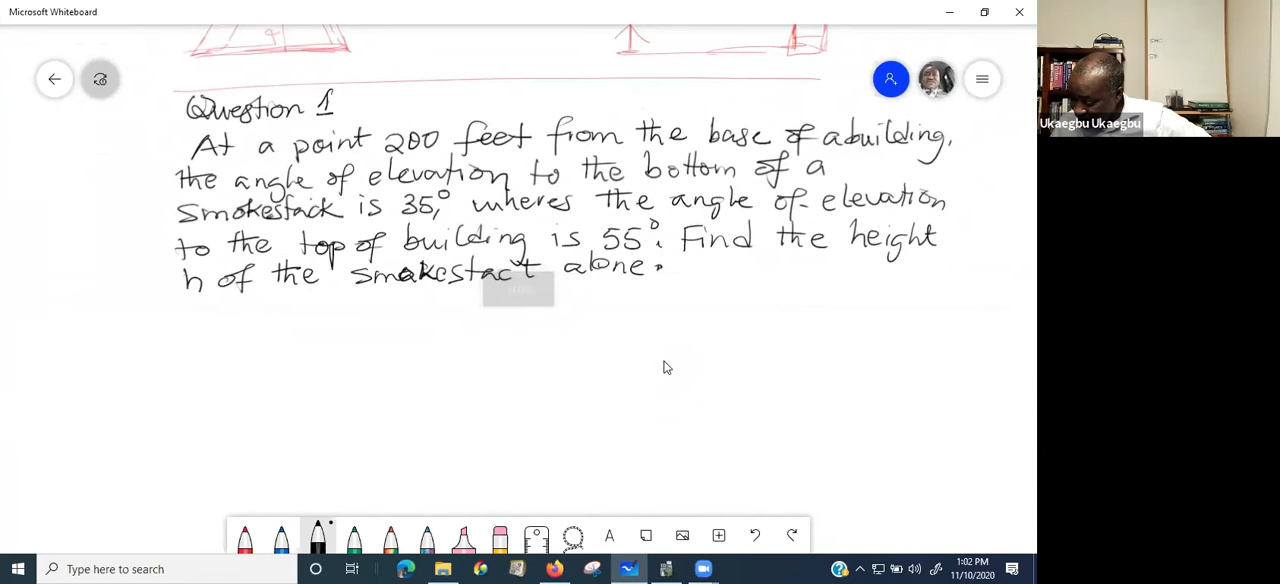 Microsoft Whiteboard
Question 1
At a point 200 feet from the base of a building,
the angle of elevation to the bottom of a
smokestack is 35°, wheres the angle of elevation
to the top of building is 55°. Find the height
h of the smokestact alone.
Ukaegbu Ukaegbu
A
Type here to search
1:02 PM
11/10/2020